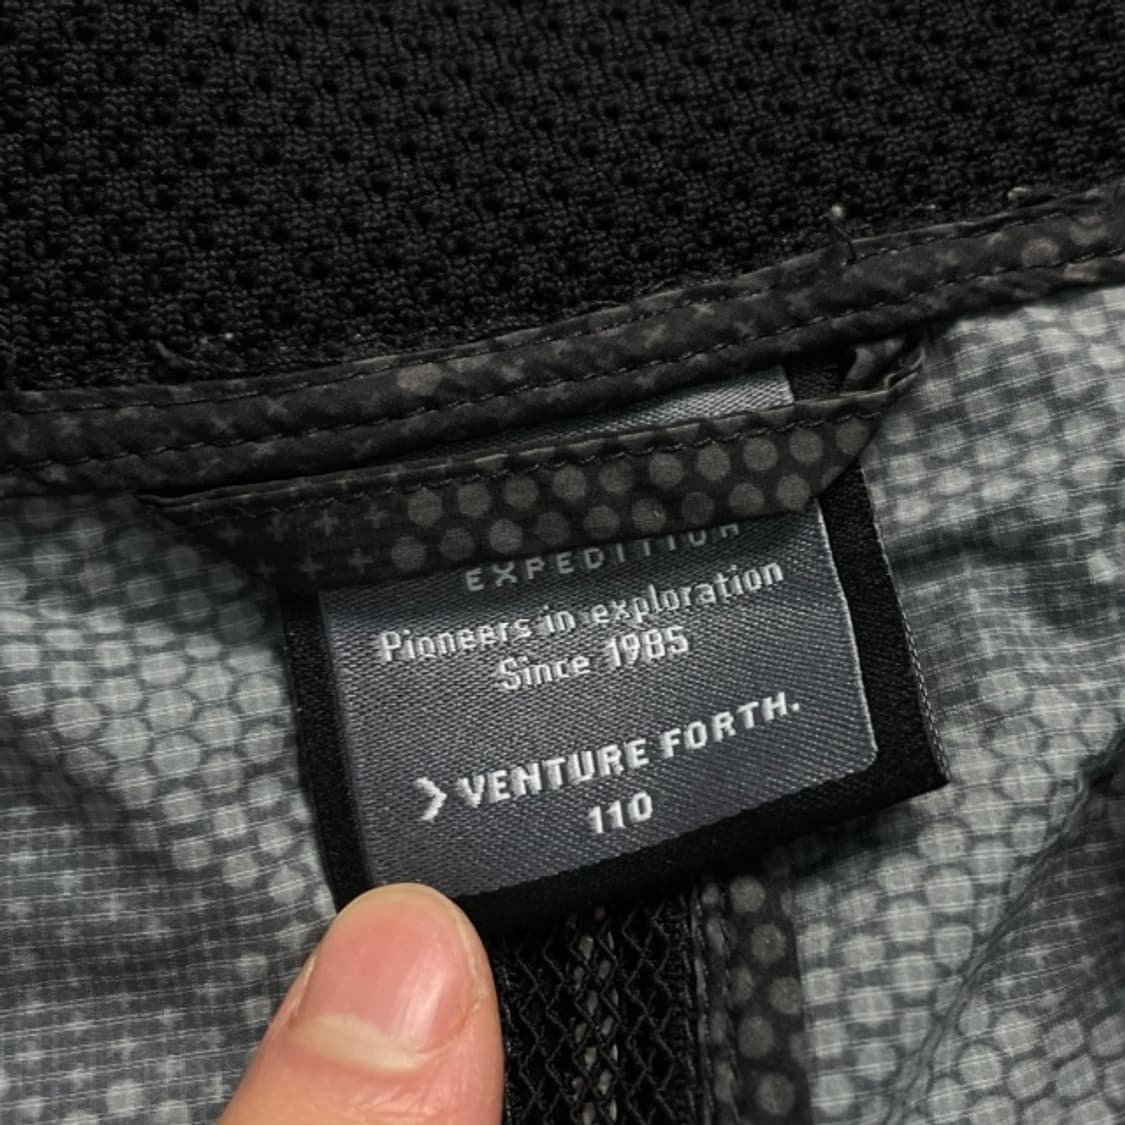 EXPEDITION
Pioneers in exploration
Since 1985
❯ VENTURE FORTH.
110